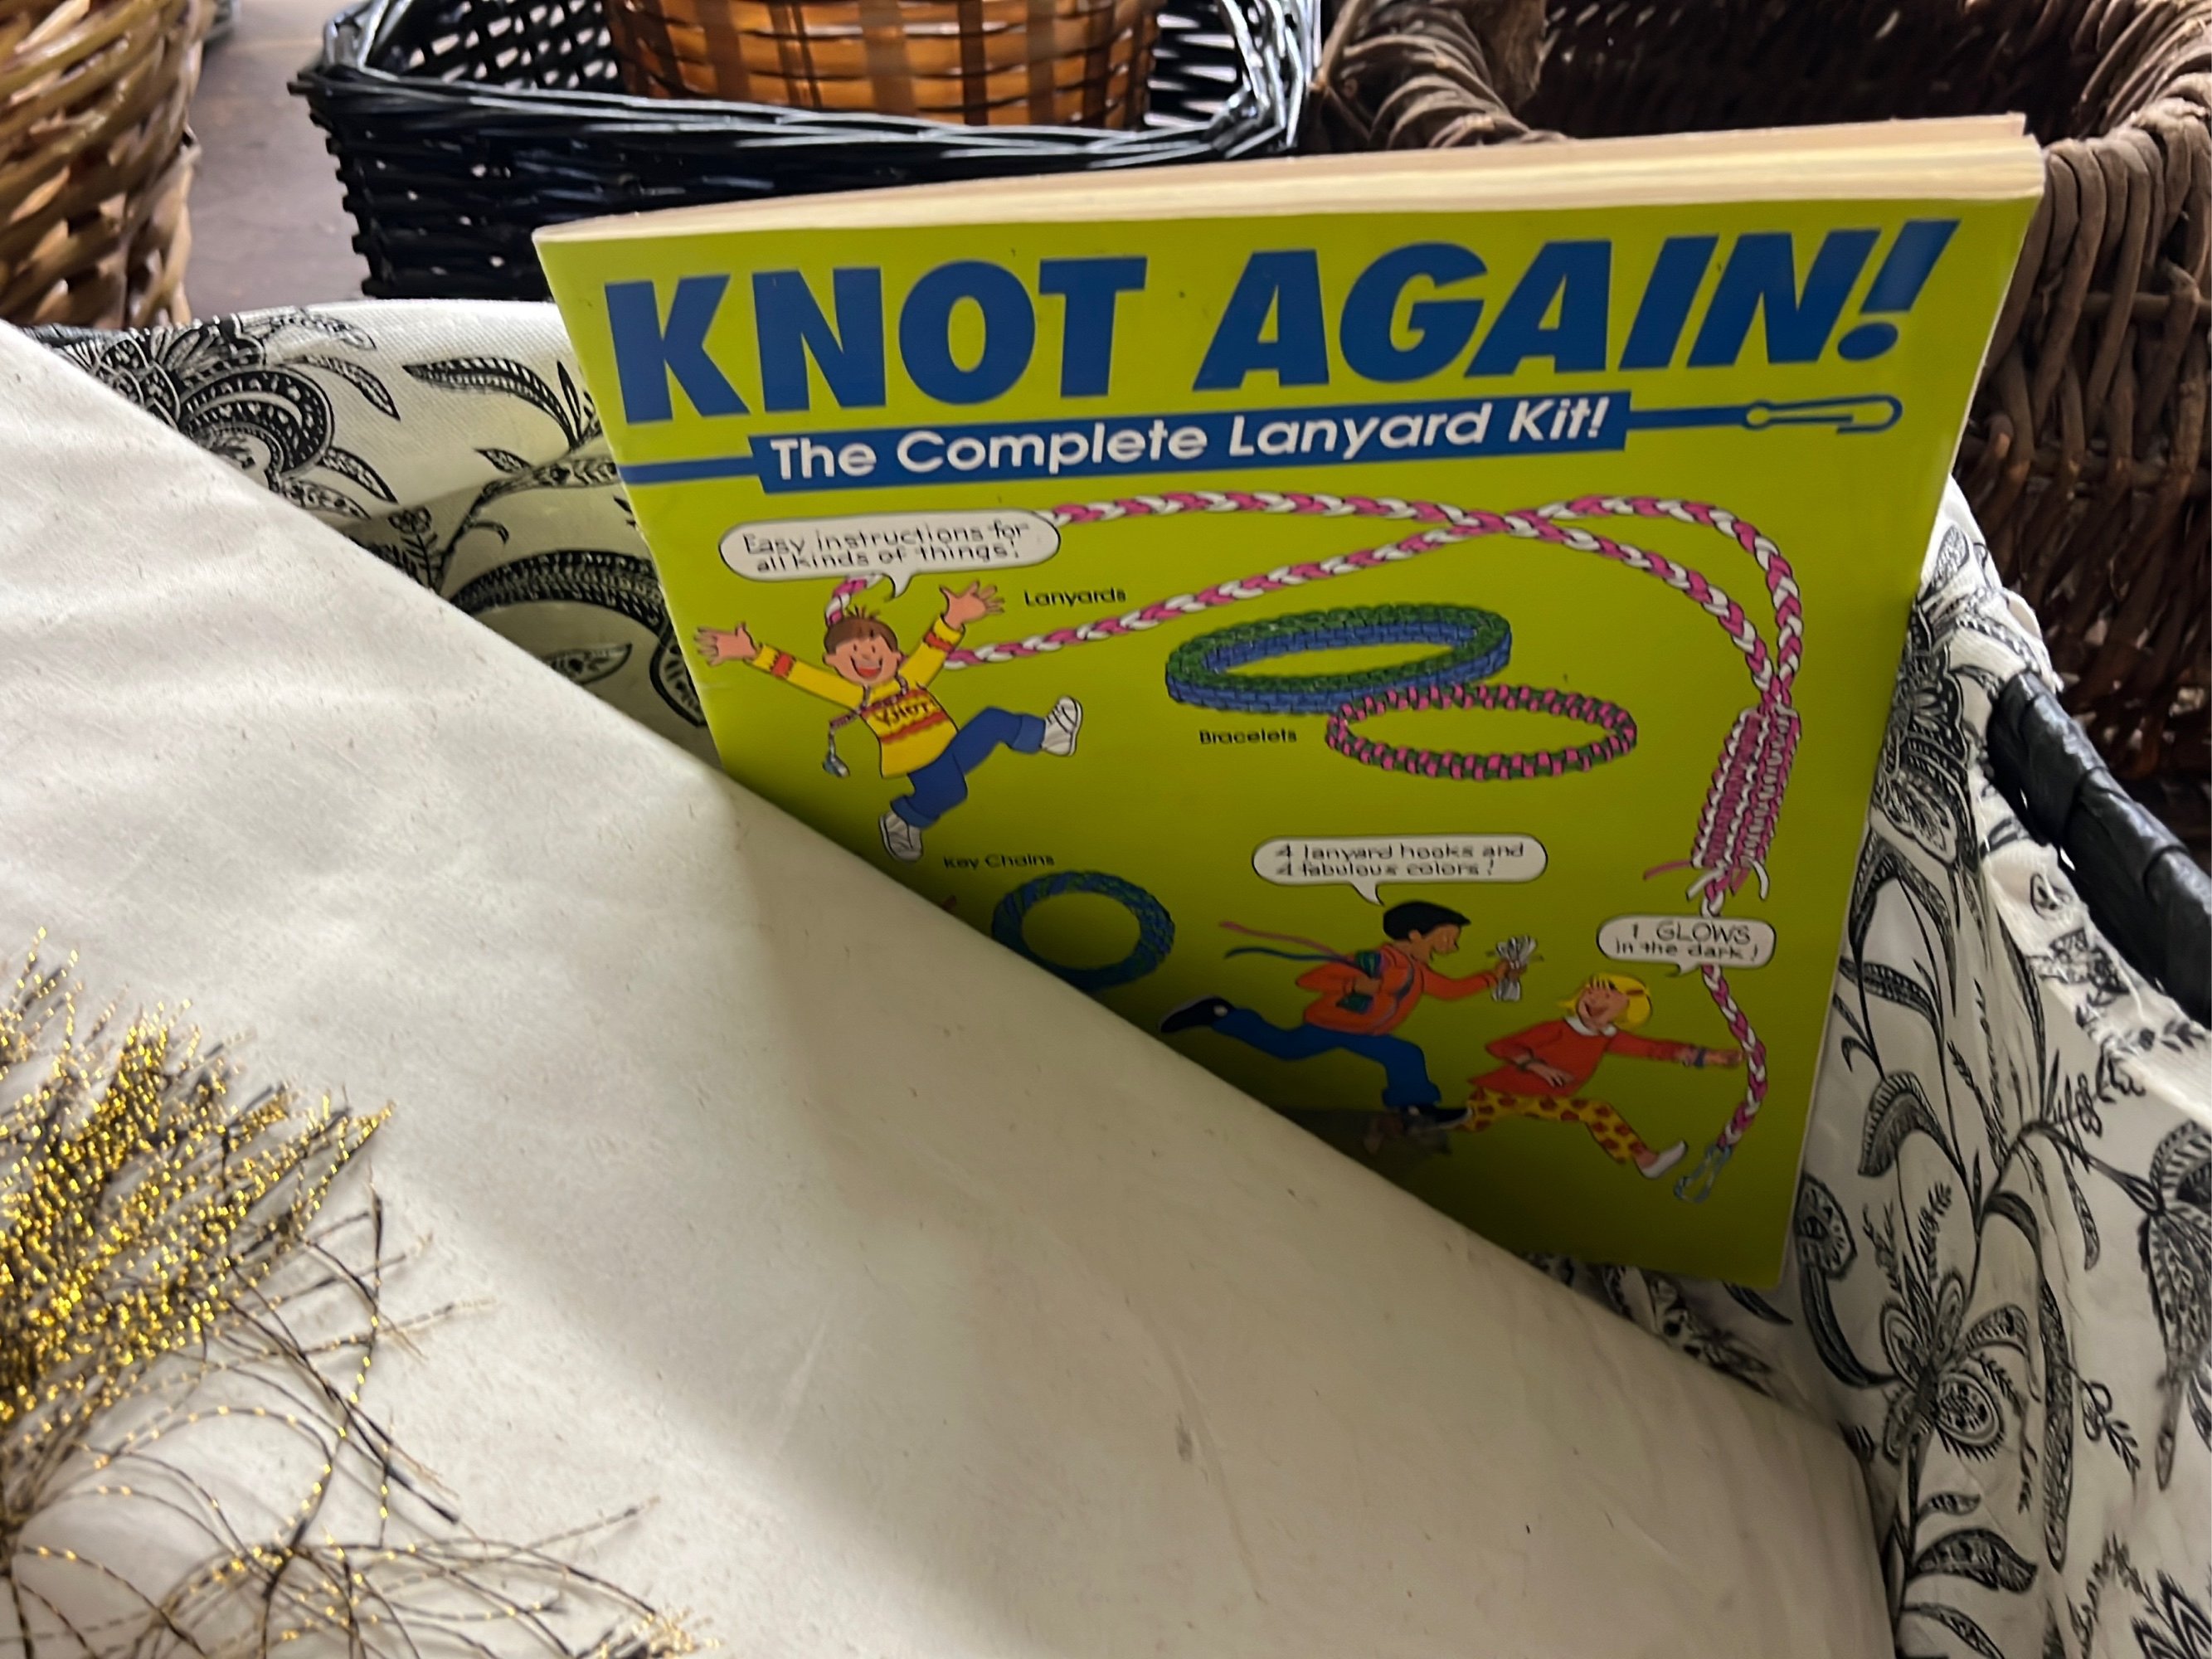 KNOT AGAIN!
The Complete Lanyard Kit!
Easy instructions for
all kinds of things!
Lanyards
KNOT
Bracelets
Key Chains
4 lanyard hooks and
4 fabulous colors!
1 GLOWS
in the dark!